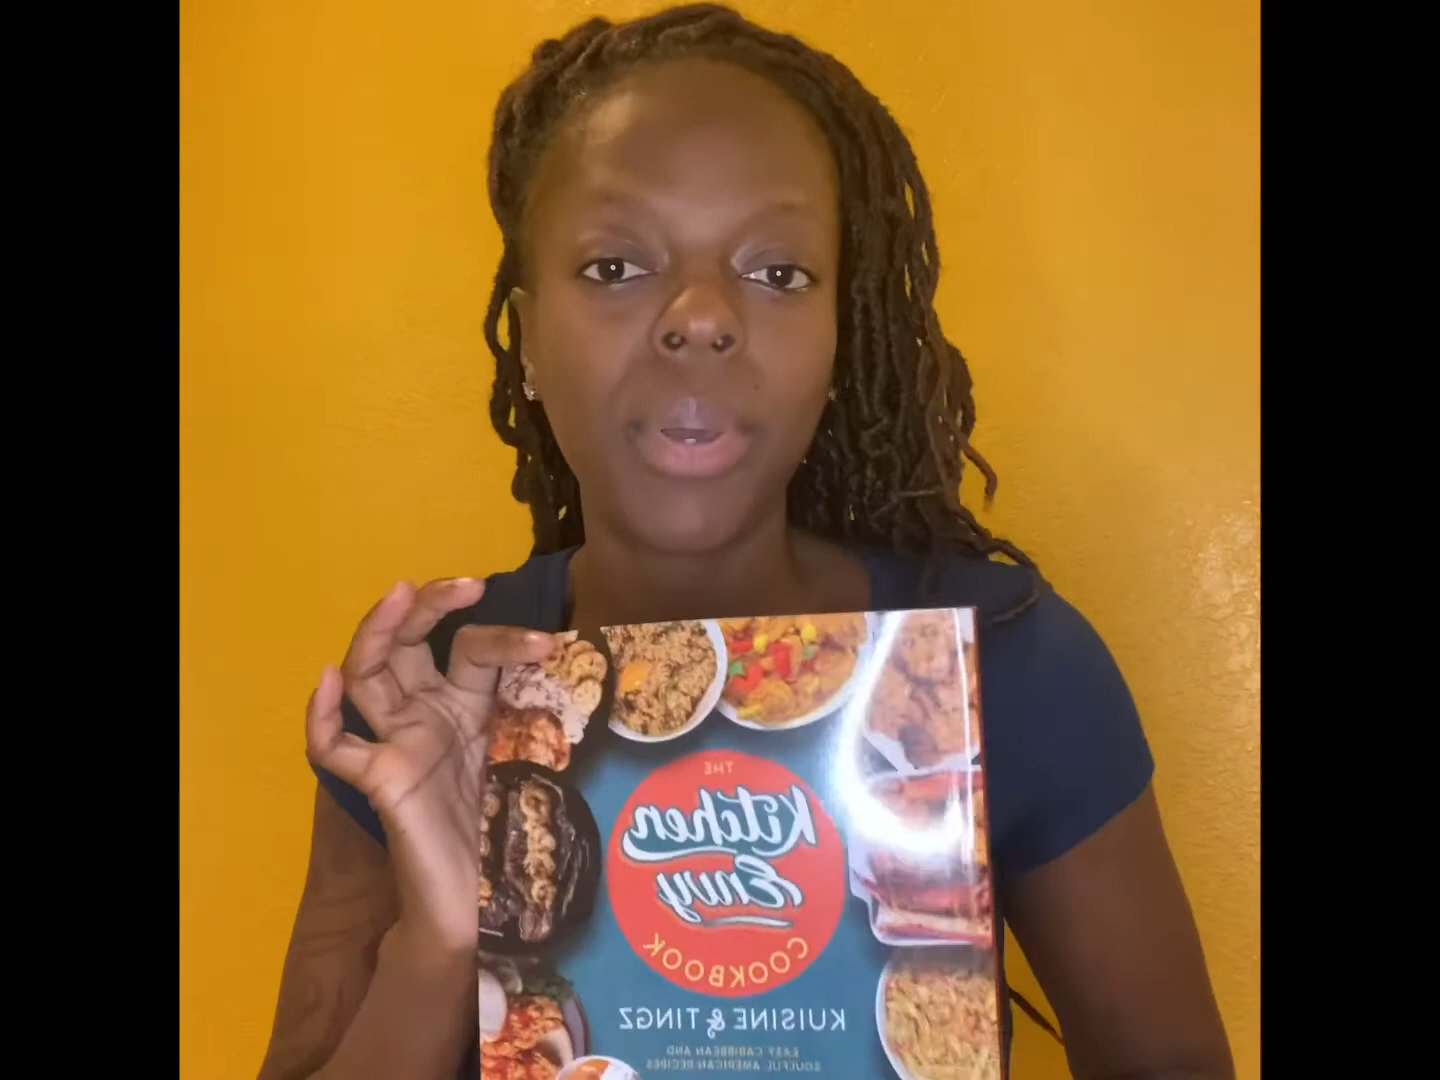 THE
Kitchen
Envy
COOKBOOK
KUISINE & TINGZ
EASY CARIBBEAN AND
SOULFUL AMERICAN RECIPES